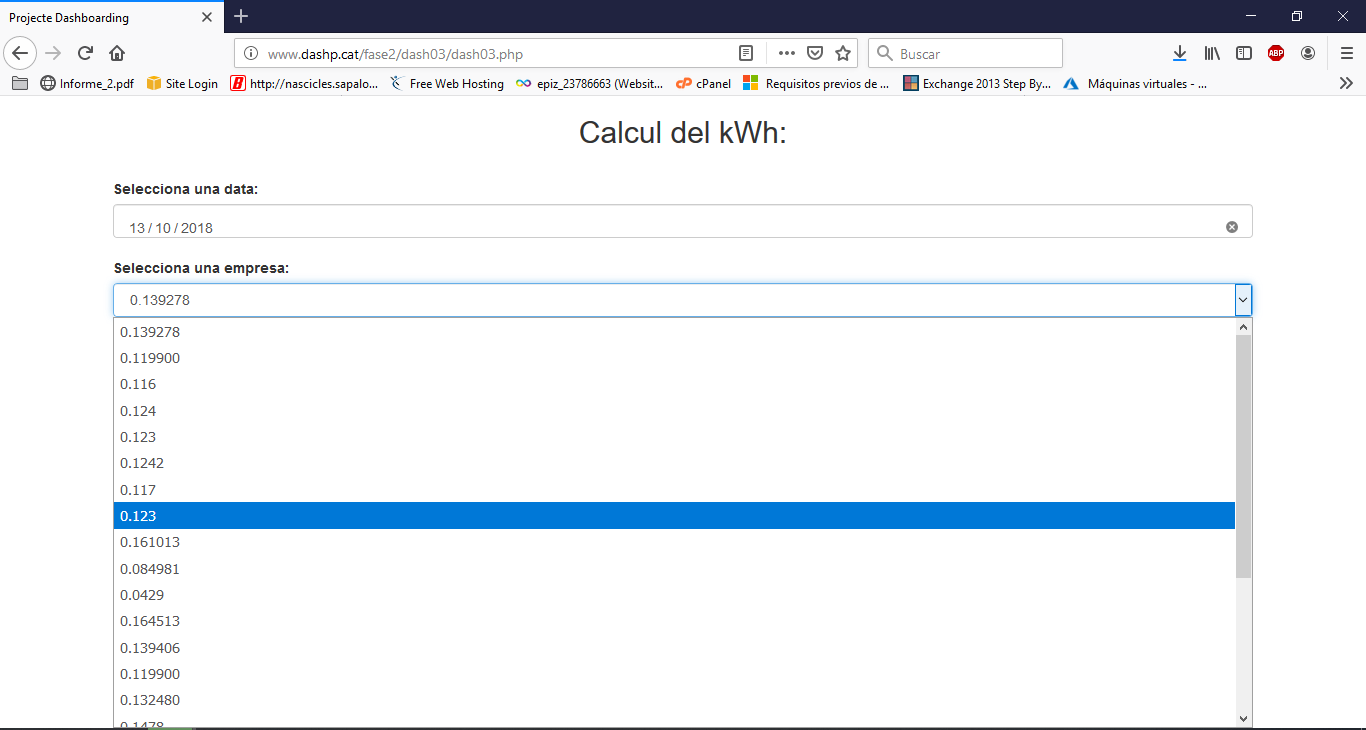 Projecte Dashboarding
www.dashp.cat/fase2/dash03/dash03.php
Buscar
ABP
Informe_2.pdf
Site Login
http://nascicles.sapalo...
Free Web Hosting
epiz_23786663 (Websit...
cPanel
Requisitos previos de ...
Exchange 2013 Step By...
Máquinas virtuales - ...
Calcul del kWh:
Selecciona una data:
13 / 10 / 2018
Selecciona una empresa:
0.139278
0.139278
0.119900
0.116
0.124
0.123
0.1242
0.117
0.123
0.161013
0.084981
0.0429
0.164513
0.139406
0.119900
0.132480
0.1478